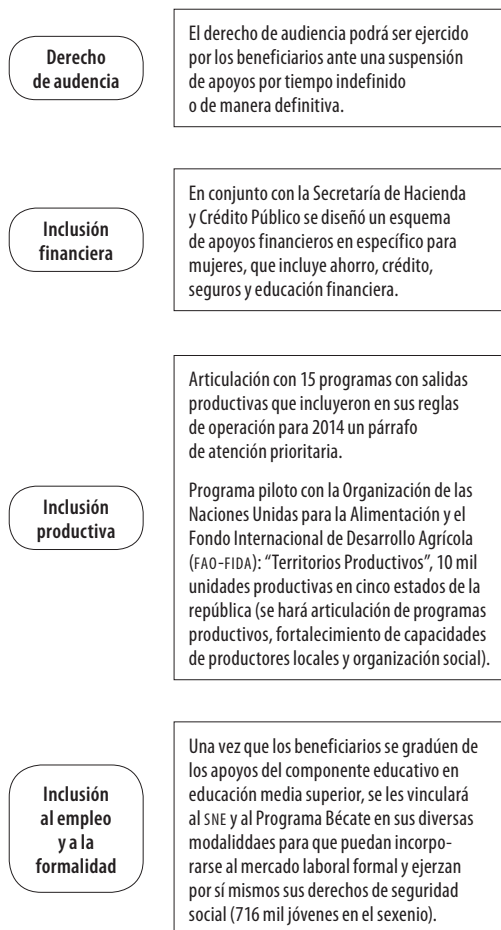 Derecho
de audencia
El derecho de audiencia podrá ser ejercido
por los beneficiarios ante una suspensión
de apoyos por tiempo indefinido
o de manera definitiva.
Inclusión
financiera
En conjunto con la Secretaría de Hacienda
y Crédito Público se diseñó un esquema
de apoyos financieros en específico para
mujeres, que incluye ahorro, crédito,
seguros y educación financiera.
Inclusión
productiva
Articulación con 15 programas con salidas
productivas que incluyeron en sus reglas
de operación para 2014 un párrafo
de atención prioritaria.
Programa piloto con la Organización de las
Naciones Unidas para la Alimentación y el
Fondo Internacional de Desarrollo Agrícola
(FAO-FIDA): “Territorios Productivos”, 10 mil
unidades productivas en cinco estados de la
república (se hará articulación de programas
productivos, fortalecimiento de capacidades
de productores locales y organización social).
Inclusión
al empleo
y a la
formalidad
Una vez que los beneficiarios se gradúen de
los apoyos del componente educativo en
educación media superior, se les vinculará
al SNE y al Programa Bécate en sus diversas
modaliddaes para que puedan incorpo-
rarse al mercado laboral formal y ejerzan
por sí mismos sus derechos de seguridad
social (716 mil jóvenes en el sexenio).